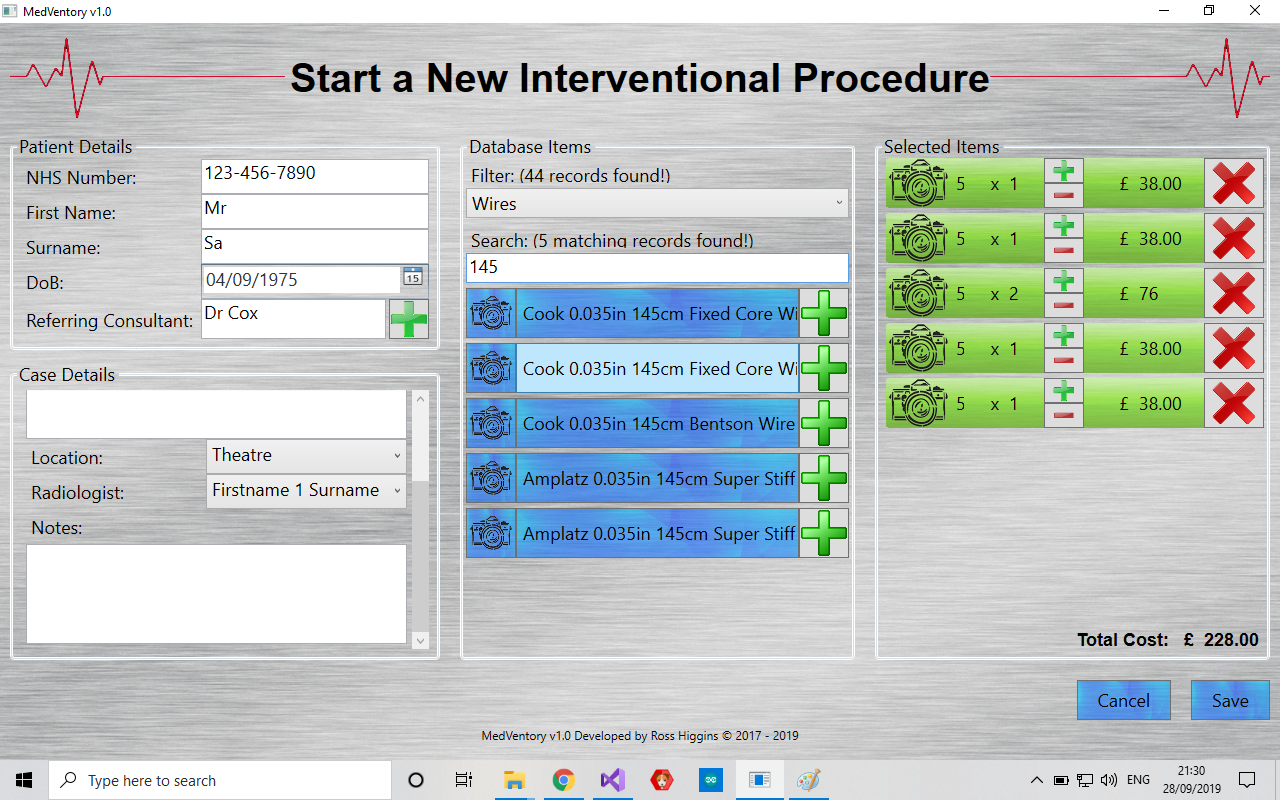 MedVentory v1.0
Start a New Interventional Procedure
Patient Details
NHS Number: 123-456-7890
First Name: Mr
Surname: Sa
DoB: 04/09/1975 15
Referring Consultant: Dr Cox
Case Details
Location: Theatre
Radiologist: Firstname 1 Surname
Notes:
Database Items
Filter: (44 records found!)
Wires
Search: (5 matching records found!)
145
Cook 0.035in 145cm Fixed Core Wi
Cook 0.035in 145cm Fixed Core Wi
Cook 0.035in 145cm Bentson Wire
Amplatz 0.035in 145cm Super Stiff
Amplatz 0.035in 145cm Super Stiff
Selected Items
5 x 1 £ 38.00
5 x 1 £ 38.00
5 x 2 £ 76
5 x 1 £ 38.00
5 x 1 £ 38.00
Total Cost: £ 228.00
Cancel Save
MedVentory v1.0 Developed by Ross Higgins © 2017 - 2019
Type here to search
ENG
21:30
28/09/2019